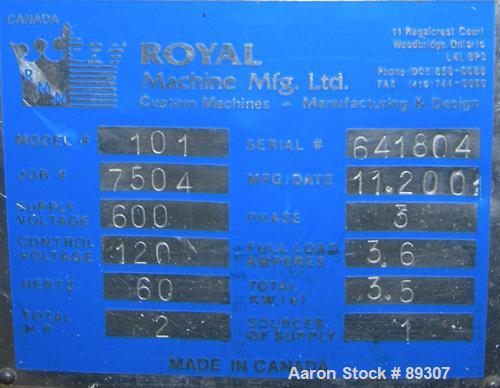 CANADA
11 Regalcrest Court
Woodbridge, Ontario
RMM
ROYAL
Machine Mfg. Ltd.
Custom Machines - Manufacturing & Design
MODEL # 101 SERIAL # 641804
JOB # 7504 MFG/DATE 11.2001
SUPPLY VOLTAGE 600 PHASE 3
CONTROL VOLTAGE 120 FULL LOAD AMPERES 3.6
HERTZ 60 TOTAL K.W.(e) 3.5
TOTAL H.P. 2 SOURCES OF SUPPLY 1
MADE IN CANADA
Aaron Stock # 89307